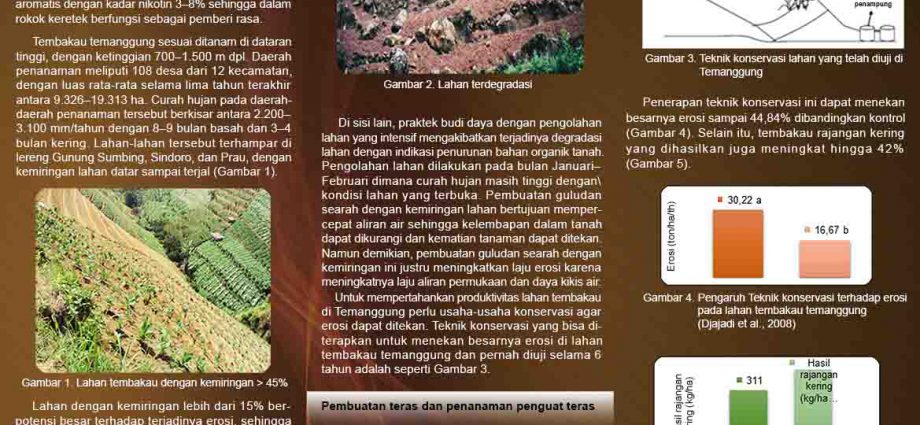 aromatis dengan kadar nikotin 3–8% sehingga dalam
rokok keretek berfungsi sebagai pemberi rasa.
Tembakau temanggung sesuai ditanam di dataran
tinggi, dengan ketinggian 700–1.500 m dpl. Daerah
penanaman meliputi 108 desa dari 12 kecamatan,
dengan luas rata-rata selama lima tahun terakhir
antara 9.326–19.313 ha. Curah hujan pada daerah-
daerah penanaman tersebut berkisar antara 2.200–
3.100 mm/tahun dengan 8–9 bulan basah dan 3–4
bulan kering. Lahan-lahan tersebut terhampar di
lereng Gunung Sumbing, Sindoro, dan Prau, dengan
kemiringan lahan datar sampai terjal (Gambar 1).
Gambar 1. Lahan tembakau dengan kemiringan > 45%
Lahan dengan kemiringan lebih dari 15% ber-
potensi besar terhadap terjadinya erosi, sehingga
Gambar 2. Lahan terdegradasi
Di sisi lain, praktek budi daya dengan pengolahan
lahan yang intensif mengakibatkan terjadinya degradasi
lahan dengan indikasi penurunan bahan organik tanah.
Pengolahan lahan dilakukan pada bulan Januari–
Februari dimana curah hujan masih tinggi dengan\
kondisi lahan yang terbuka. Pembuatan guludan
searah dengan kemiringan lahan bertujuan memper-
cepat aliran air sehingga kelembapan dalam tanah
dapat dikurangi dan kematian tanaman dapat ditekan.
Namun demikian, pembuatan guludan searah dengan
kemiringan ini justru meningkatkan laju erosi karena
meningkatnya laju aliran permukaan dan daya kikis air.
Untuk mempertahankan produktivitas lahan tembakau
di Temanggung perlu usaha-usaha konservasi agar
erosi dapat ditekan. Teknik konservasi yang bisa di-
terapkan untuk menekan besarnya erosi di lahan
tembakau temanggung dan pernah diuji selama 6
tahun adalah seperti Gambar 3.
Pembuatan teras dan penanaman penguat teras
penampung
Gambar 3. Teknik konservasi lahan yang telah diuji di
Temanggung
Penerapan teknik konservasi ini dapat menekan
besarnya erosi sampai 44,84% dibandingkan kontrol
(Gambar 4). Selain itu, tembakau rajangan kering
yang dihasilkan juga meningkat hingga 42%
(Gambar 5).
Erosi (ton/ha/th)
30,22 a
16,67 b
Gambar 4. Pengaruh Teknik konservasi terhadap erosi
pada lahan tembakau temanggung
(Djajadi et al., 2008)
311
Hasil
rajangan
kering
(kg/ha...